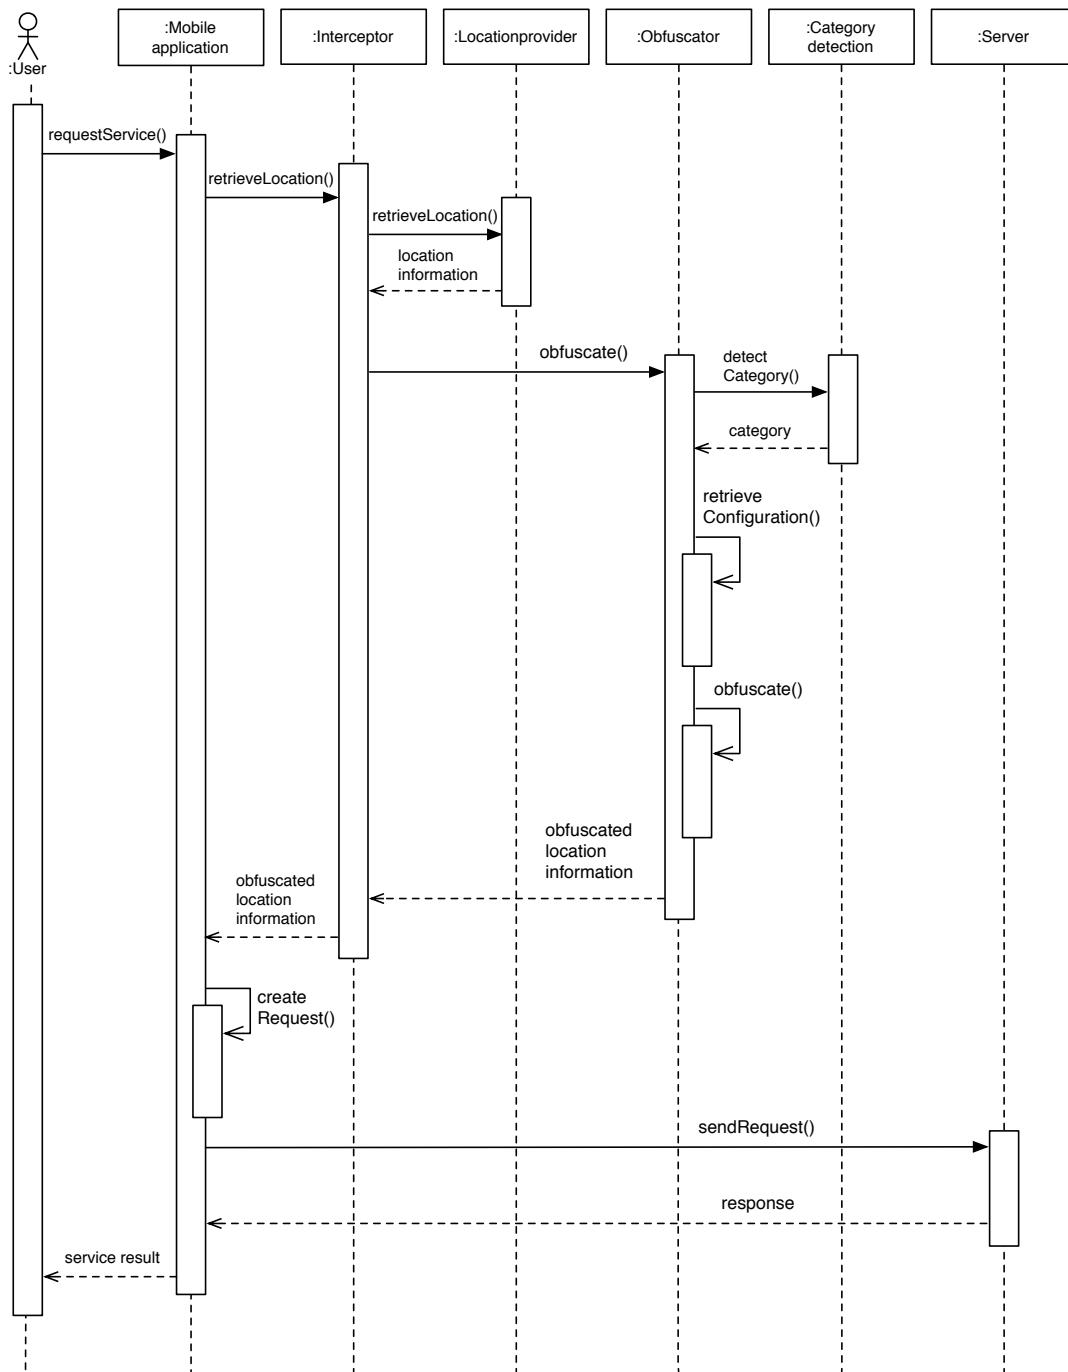 :User
:Mobile
application
:Interceptor
:Locationprovider
:Obfuscator
:Category
detection
:Server
requestService()
retrieveLocation()
retrieveLocation()
location
information
obfuscate()
detect
Category()
category
retrieve
Configuration()
obfuscate()
obfuscated
location
information
obfuscated
location
information
create
Request()
sendRequest()
response
service result